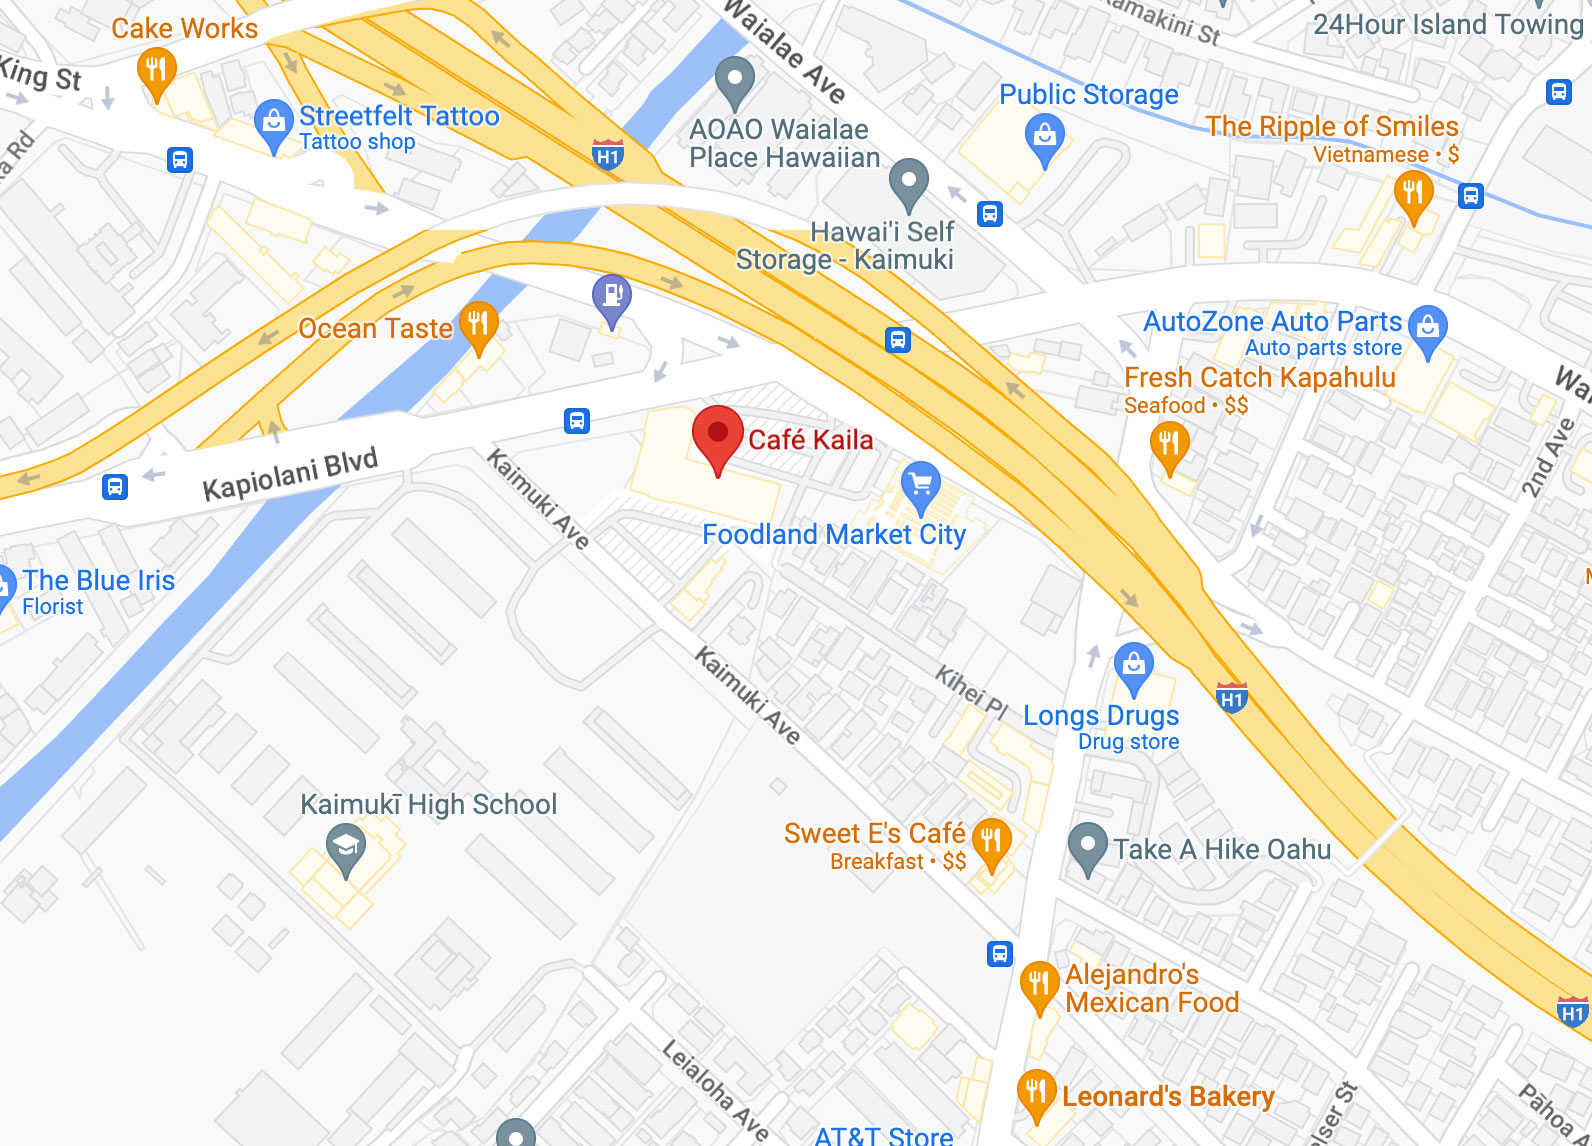 Cake Works
King St
Streetfelt Tattoo
Tattoo shop
H1
Waialae Ave
AOAO Waialae
Place Hawaiian
Hawai'i Self
Storage - Kaimuki
Public Storage
24Hour Island Towing
The Ripple of Smiles
Vietnamese • $
AutoZone Auto Parts
Auto parts store
Fresh Catch Kapahulu
Seafood • $$
2nd Ave
Ocean Taste
Kapiolani Blvd
Kaimuki Ave
Café Kaila
Foodland Market City
The Blue Iris
Florist
Kaimuki Ave
Kihei Pl
Longs Drugs
Drug store
H1
Kaimukī High School
Sweet E's Café
Breakfast • $$
Take A Hike Oahu
Alejandro's
Mexican Food
H1
Leonard's Bakery
Leialoha Ave
AT&T Store
Pāhoa A